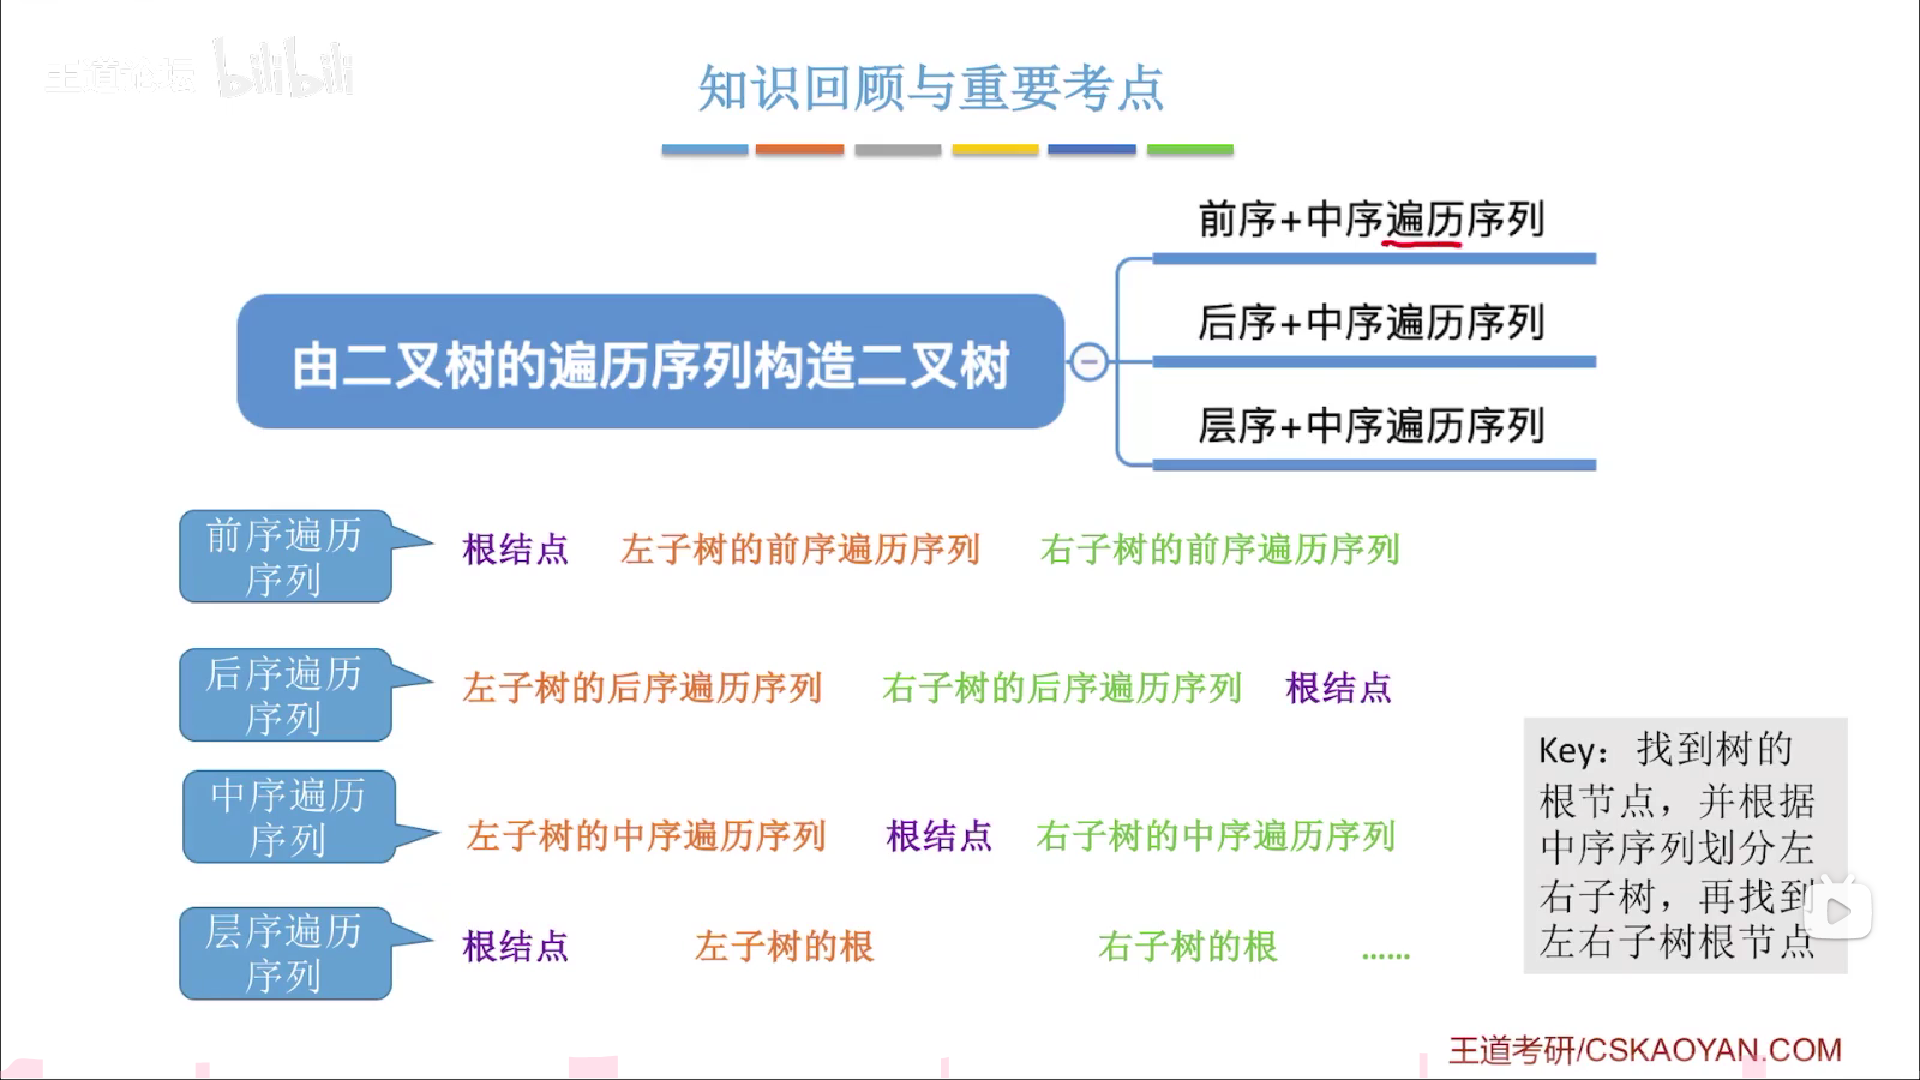 王道论坛 bilibili
知识回顾与重要考点
前序+中序遍历序列
后序+中序遍历序列
层序+中序遍历序列
由二叉树的遍历序列构造二叉树
前序遍历
序列
根结点 左子树的前序遍历序列 右子树的前序遍历序列
后序遍历
序列
左子树的后序遍历序列 右子树的后序遍历序列 根结点
中序遍历
序列
左子树的中序遍历序列 根结点 右子树的中序遍历序列
层序遍历
序列
根结点 左子树的根 右子树的根 ……
Key：找到树的
根节点，并根据
中序序列划分左
右子树，再找到
左右子树根节点
王道考研/CSKAOYAN.COM